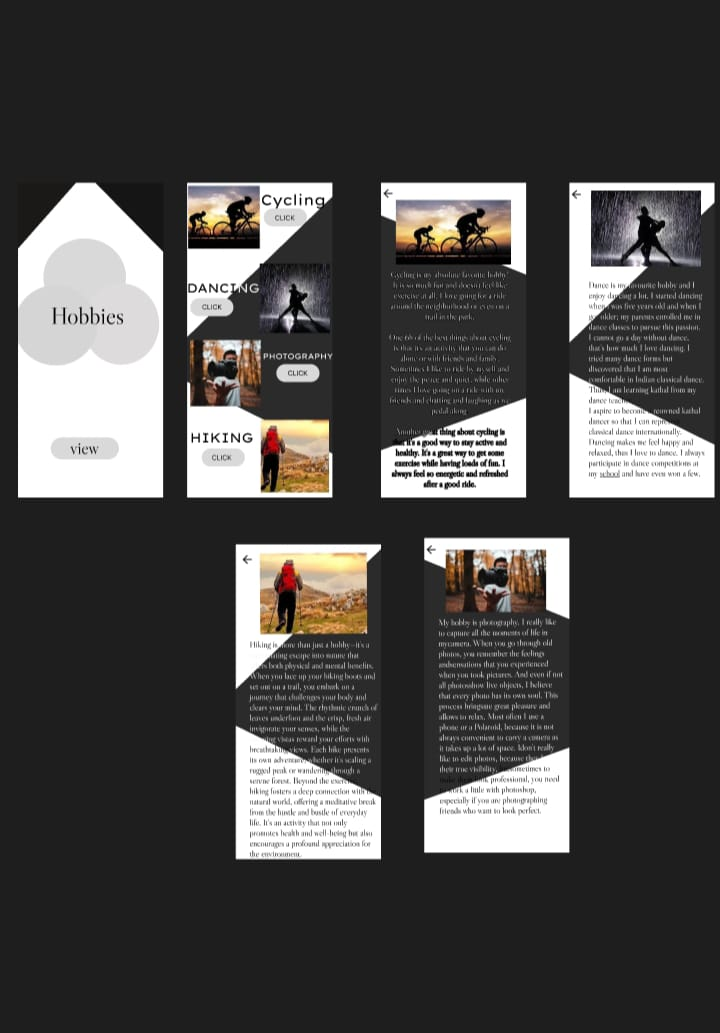 Hobbies
view
Cycling
CLICK
DANCING
CLICK
PHOTOGRAPHY
CLICK
HIKING
CLICK
Cycling is my absolute favorite hobby!
It is so much fun and doesn't feel like
exercise at all. I love going for a ride
around the neighborhood or even on a
trail in the park.
One of the best things about cycling
is that it's an activity that you can do
alone or with friends and family.
Sometimes I like to ride by myself and
enjoy the peace and quiet, while other
times I love going on a ride with my
friends and chatting and laughing as we
pedal along
Another great thing about cycling is
that it's a good way to stay active and
healthy. It's a great way to get some
exercise while having loads of fun. I
always feel so energetic and refreshed
after a good ride.
Dance is my favourite hobby and I
enjoy dancing a lot. I started dancing
when I was five years old and when I
got older; my parents enrolled me in
dance classes to pursue this passion.
I cannot go a day without dance,
that's how much I love dancing. I
tried many dance forms but
discovered that I am most
comfortable in Indian classical dance.
Thus, I am learning kathak from my
dance
I aspire to become a renowned kathak
dancer so that I can represent
classical dance internationally.
Dancing makes me feel happy and
relaxed, thus I love to dance. I always
participate in dance competitions at
my school and have even won a few.
Hiking is more than just a hobby—it's a
escape into nature that
both physical and mental benefits.
When you lace up your hiking boots and
set out on a trail, you embark on a
journey that challenges your body and
clears your mind. The rhythmic crunch of
leaves underfoot and the crisp, fresh air
invigorate your senses, while the
vistas reward your efforts with
breathtaking views. Each hike presents
its own adventure, whether it's scaling a
rugged peak or wandering through a
serene forest. Beyond the exercise,
hiking fosters a deep connection with the
natural world, offering a meditative break
from the hustle and bustle of everyday
life. It's an activity that not only
promotes health and well-being but also
encourages a profound appreciation for
the environment.
My hobby is photography. I really like
to capture all the moments of life in
mycamera. When you go through old
photos, you remember the feelings
andsensations that you experienced
when you took pictures. And even if not
all photosshow live objects, I believe
that every photo has its own soul. This
process bringsme great pleasure and
allows to relax. Most often I use a
phone or a Polaroid, because it is not
always convenient to carry a camera as
it takes up a lot of space. Idon't really
like to edit photos, because they
their true visibility. sometimes to
make them look professional, you need
to work a little with photoshop,
especially if you are photographing
friends who want to look perfect.